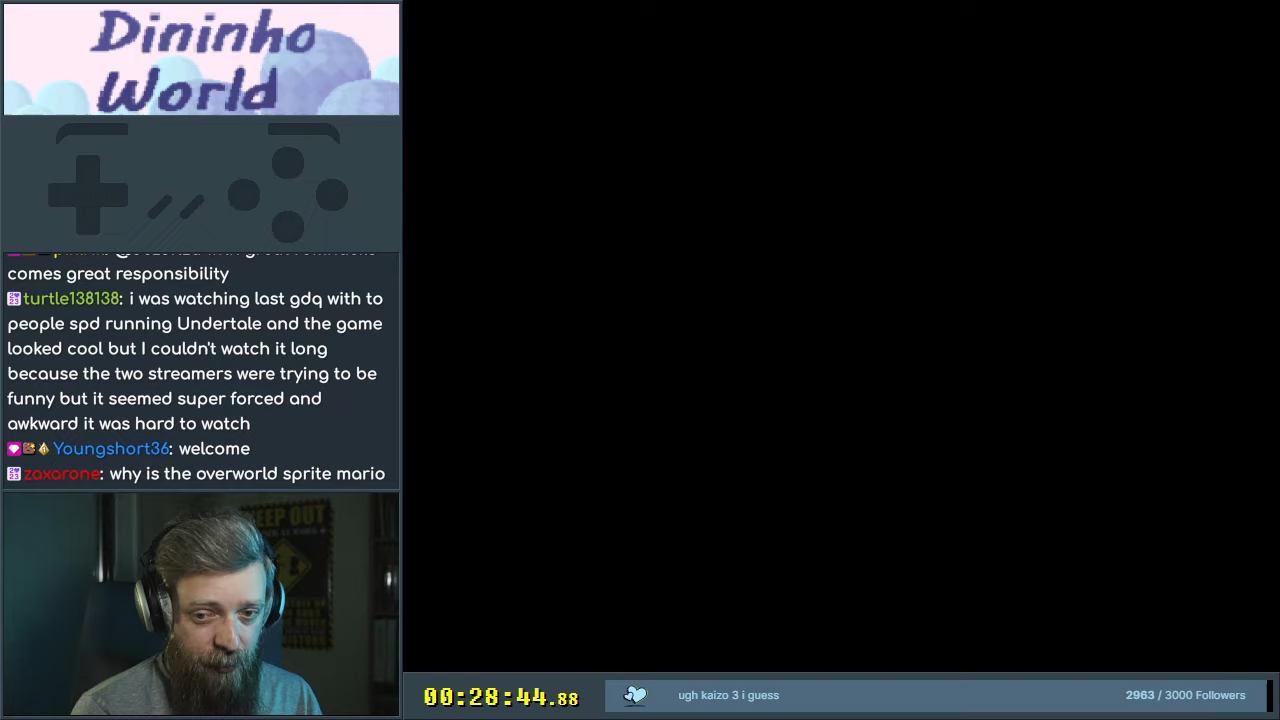 Dininho
World
comes great responsibility
turtle138138: i was watching last gdq with to
people spd running Undertale and the game
looked cool but I couldn't watch it long
because the two streamers were trying to be
funny but it seemed super forced and
awkward it was hard to watch
Youngshort36: welcome
zaxarone: why is the overworld sprite mario
KEEP OUT
00:28:44.88
ugh kaizo 3 i guess
2963 / 3000 Followers